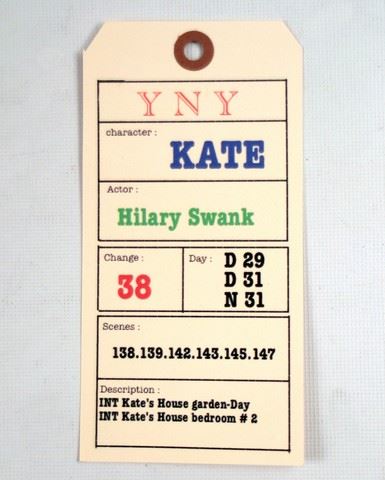 YNY
character :
KATE
Actor :
Hilary Swank
Change :
38
Day :
D 29
D 31
N 31
Scenes :
138.139.142.143.145.147
Description :
INT Kate's House garden-Day
INT Kate's House bedroom # 2